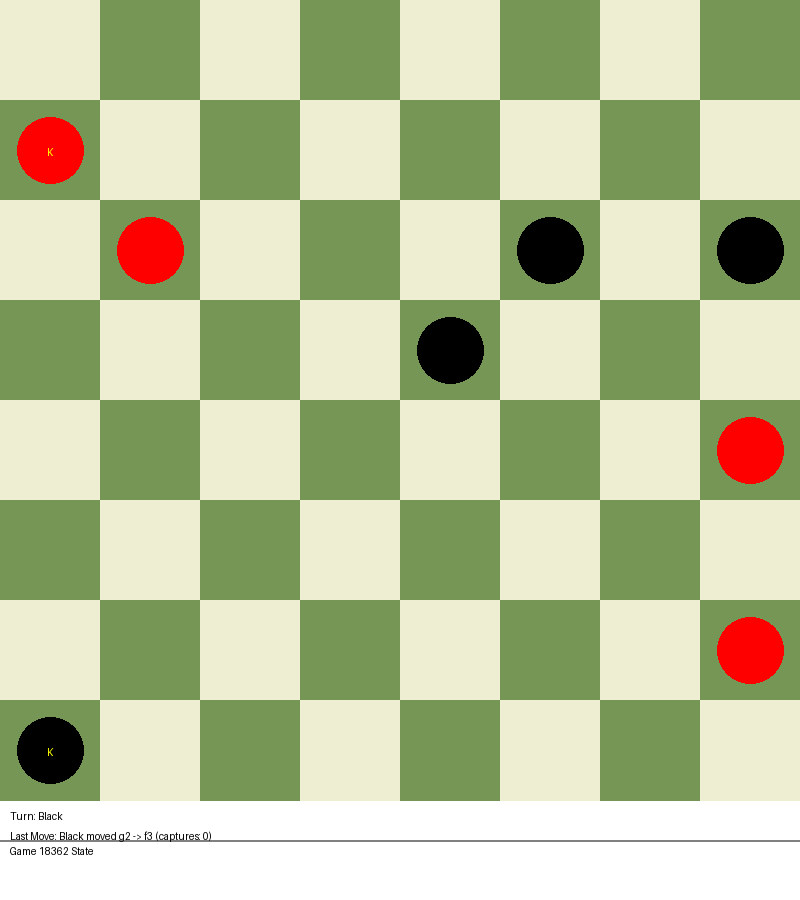 K
K
Turn: Black
Last Move: Black moved g2 -> f3 (captures: 0)
Game 18362 State